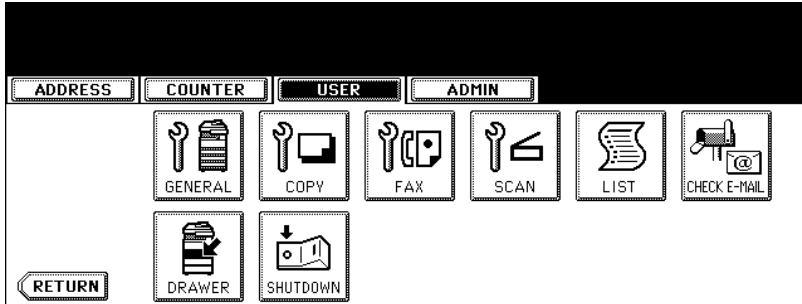 ADDRESS COUNTER USER ADMIN
GENERAL COPY FAX SCAN LIST CHECK E-MAIL
@
RETURN DRAWER SHUTDOWN